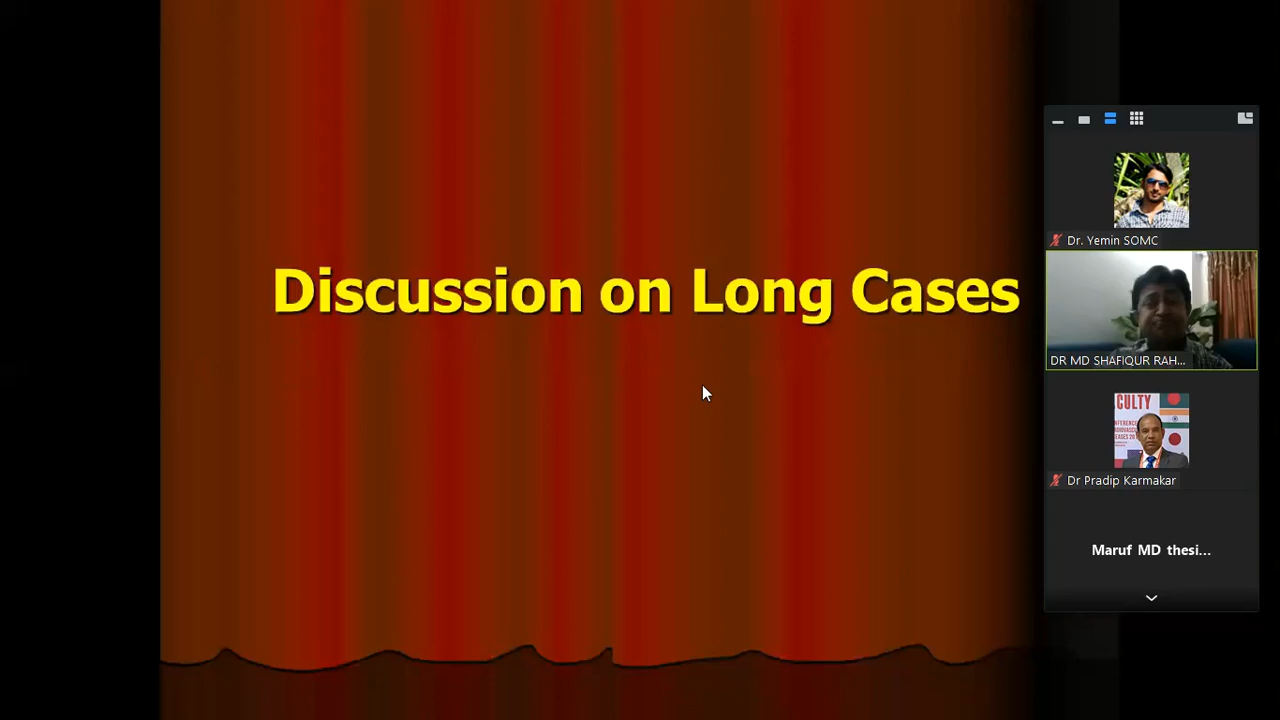 Discussion on Long Cases
Dr. Yemin SOMC
DR MD SHAFIQUR RAH...
CULTY
Dr Pradip Karmakar
Maruf MD thesi...